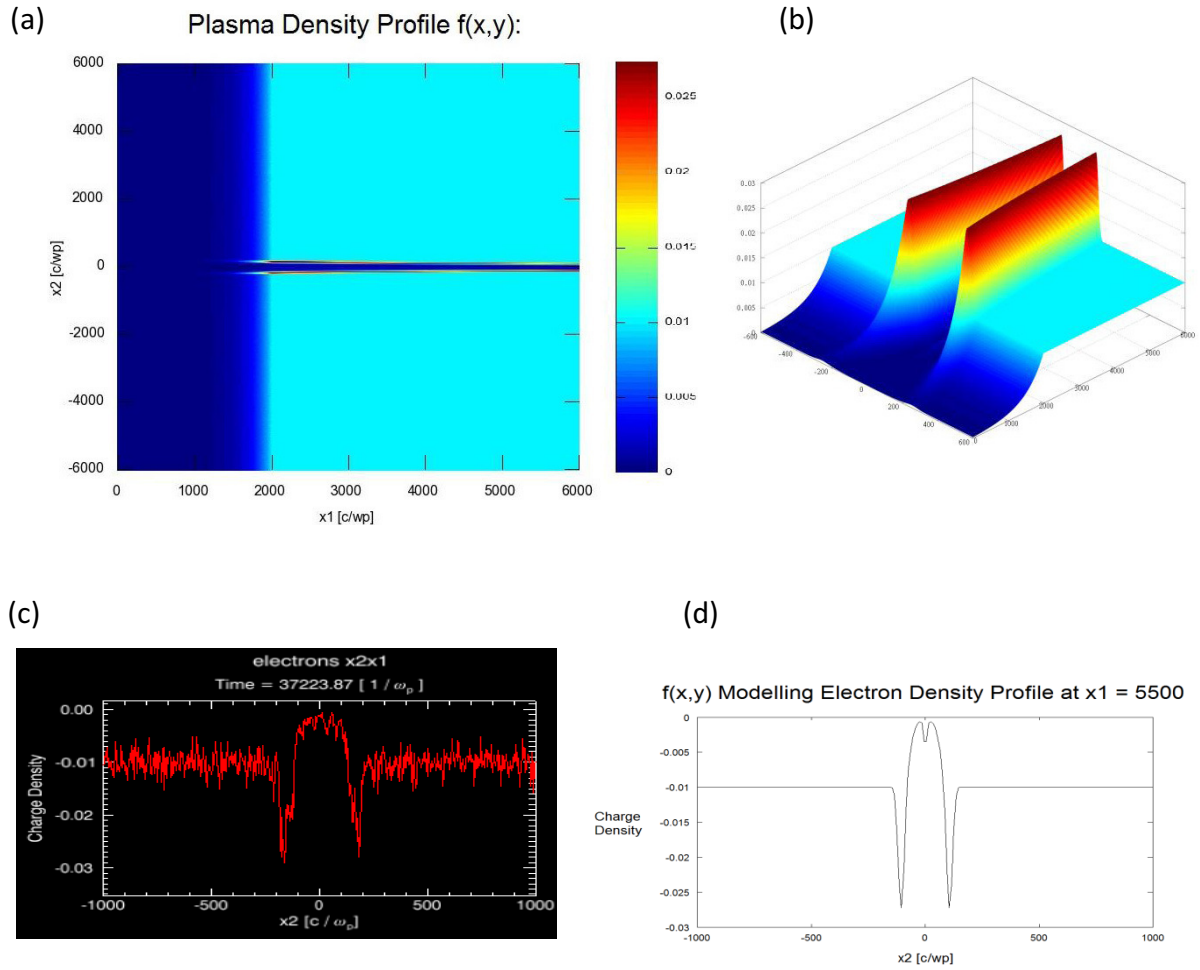 (a)
Plasma Density Profile f(x,y):
6000
4000
2000
0
-2000
-4000
-6000
x2 [c/wp]
0 1000 2000 3000 4000 5000 6000
x1 [c/wp]
0.025
0.02
0.015
0.01
0.005
0
(b)
0.03
0.025
0.02
0.015
0.01
0.005
0
-600
-400
-200
0
200
400
600
0
1000
2000
3000
4000
5000
6000
(c)
electrons x2x1
Time = 37223.87 [ 1 / ωp ]
0.00
-0.01
-0.02
-0.03
Charge Density
-1000 -500 0 500 1000
x2 [c / ωp]
(d)
f(x,y) Modelling Electron Density Profile at x1 = 5500
0
-0.005
-0.01
-0.015
-0.02
-0.025
-0.03
Charge
Density
-1000 -500 0 500 1000
x2 [c/wp]